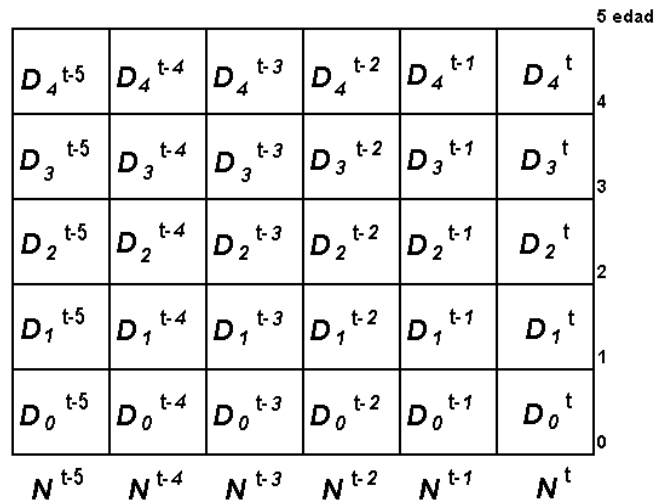 5 edad
D₄ᵗ⁻⁵ D₄ᵗ⁻⁴ D₄ᵗ⁻³ D₄ᵗ⁻² D₄ᵗ⁻¹ D₄ᵗ
4
D₃ᵗ⁻⁵ D₃ᵗ⁻⁴ D₃ᵗ⁻³ D₃ᵗ⁻² D₃ᵗ⁻¹ D₃ᵗ
3
D₂ᵗ⁻⁵ D₂ᵗ⁻⁴ D₂ᵗ⁻³ D₂ᵗ⁻² D₂ᵗ⁻¹ D₂ᵗ
2
D₁ᵗ⁻⁵ D₁ᵗ⁻⁴ D₁ᵗ⁻³ D₁ᵗ⁻² D₁ᵗ⁻¹ D₁ᵗ
1
D₀ᵗ⁻⁵ D₀ᵗ⁻⁴ D₀ᵗ⁻³ D₀ᵗ⁻² D₀ᵗ⁻¹ D₀ᵗ
0
Nᵗ⁻⁵ Nᵗ⁻⁴ Nᵗ⁻³ Nᵗ⁻² Nᵗ⁻¹ Nᵗ